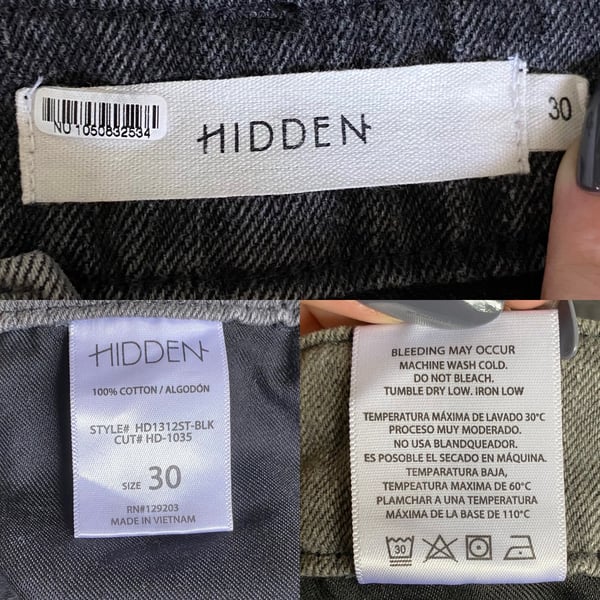 NU 1050832534
HIDDEN
30
HIDDEN
100% COTTON / ALGODÓN
STYLE# HD1312ST-BLK
CUT# HD-1035
SIZE 30
RN#129203
MADE IN VIETNAM
BLEEDING MAY OCCUR
MACHINE WASH COLD.
DO NOT BLEACH.
TUMBLE DRY LOW. IRON LOW
TEMPERATURA MÁXIMA DE LAVADO 30°C
PROCESO MUY MODERADO.
NO USA BLANDQUEADOR.
ES POSOBLE EL SECADO EN MÁQUINA.
TEMPARATURA BAJA,
TEMPEATURA MAXIMA DE 60°C
PLANCHAR A UNA TEMPERATURA
MÁXIMA DE LA BASE DE 110°C
30